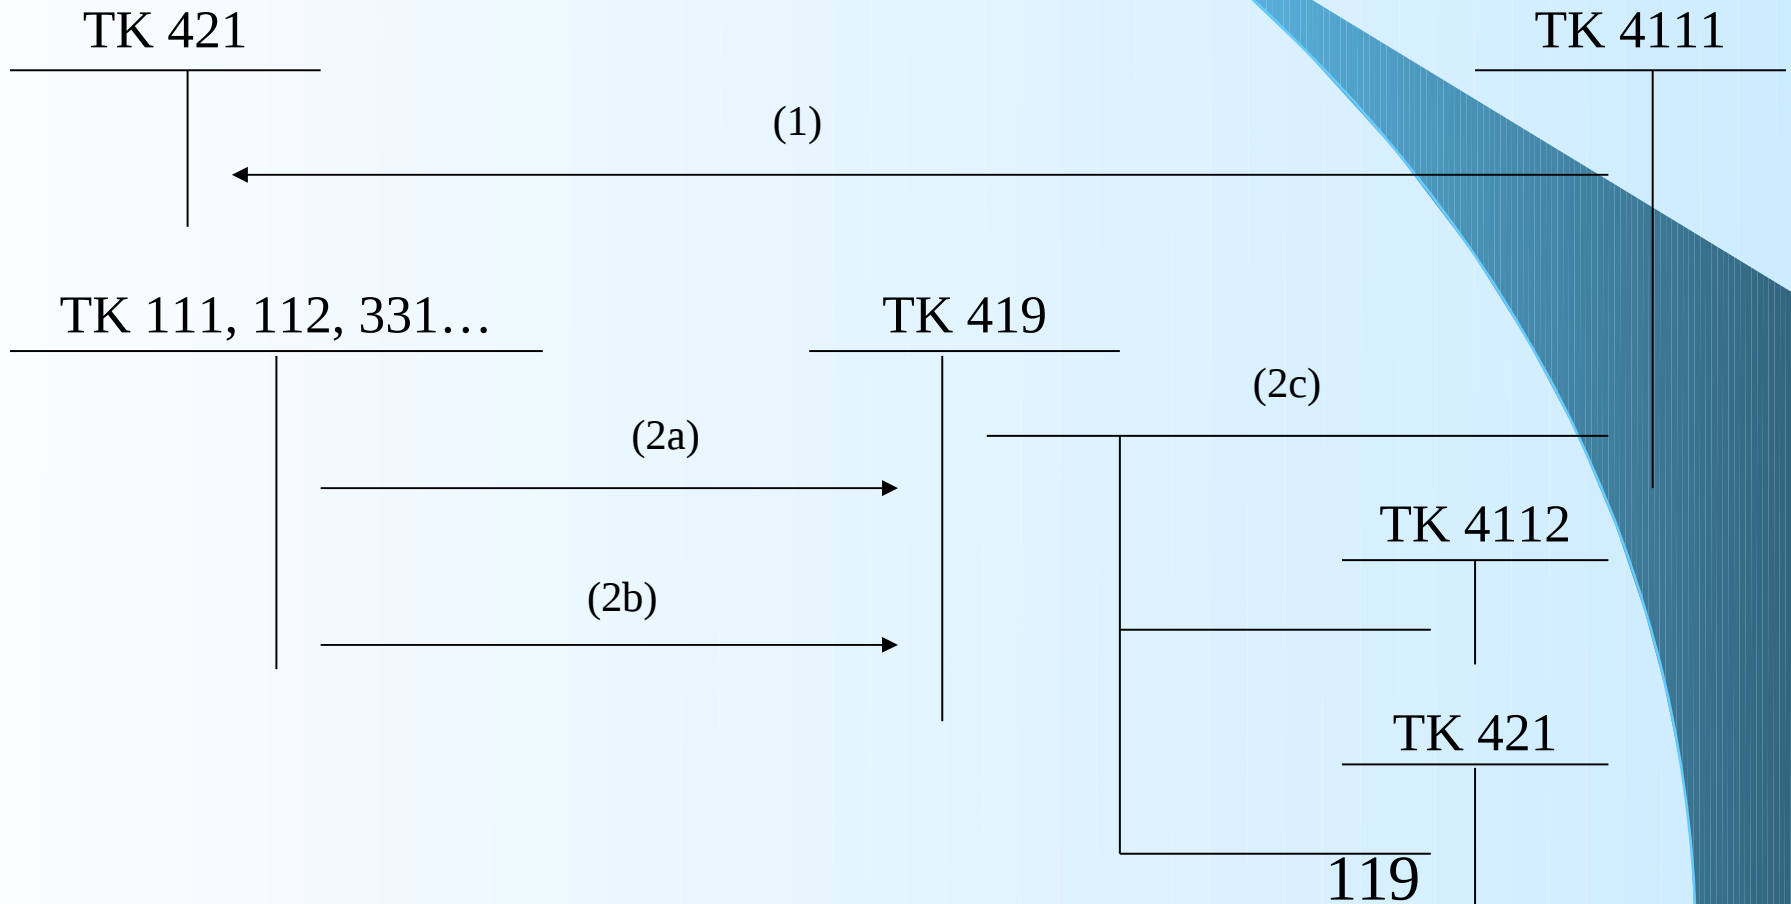 TK 421
TK 4111
(1)
TK 111, 112, 331…
TK 419
(2c)
(2a)
TK 4112
(2b)
TK 421
119